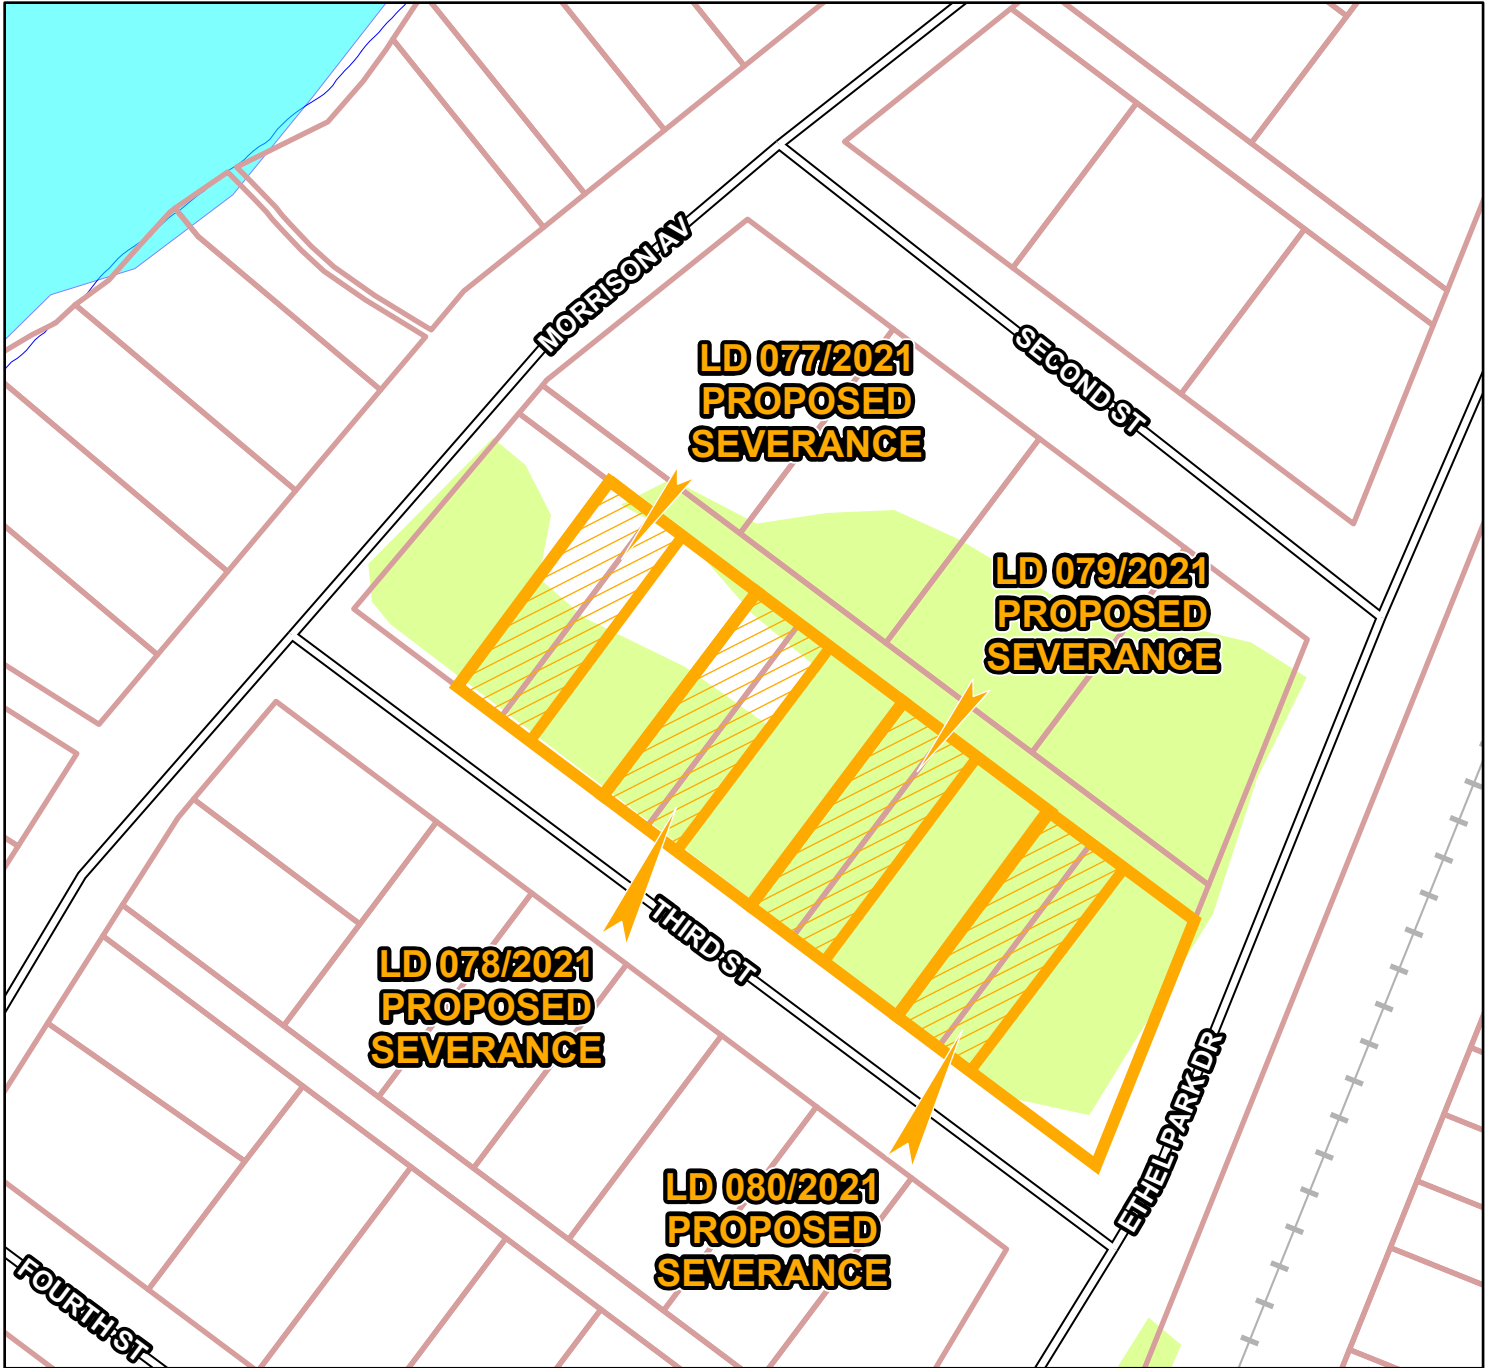 MORRISON AV
SECOND ST
LD 077/2021
PROPOSED
SEVERANCE
LD 079/2021
PROPOSED
SEVERANCE
THIRD ST
LD 078/2021
PROPOSED
SEVERANCE
ETHEL PARK DR
LD 080/2021
PROPOSED
SEVERANCE
FOURTH ST